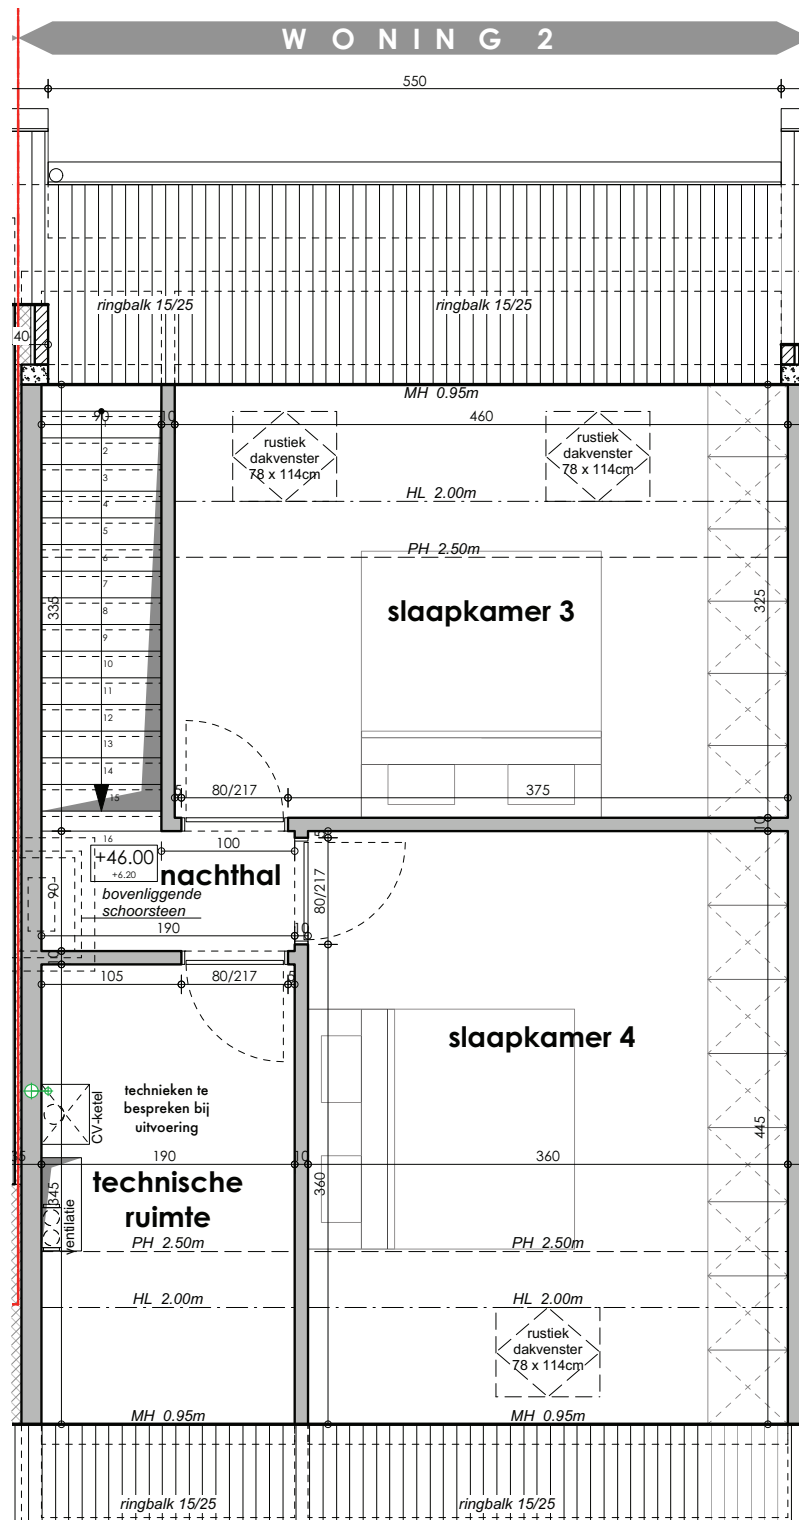 WONING 2
550
ringbalk 15/25
ringbalk 15/25
40
MH 0.95m
90
10
460
rustiek
dakvenster
78 x 114cm
rustiek
dakvenster
78 x 114cm
1
2
3
4
HL 2.00m
5
6
PH 2.50m
7
8
335
slaapkamer 3
325
9
10
11
12
13
14
15
5
80/217
375
10
16
100
5
+46.00
+6.20
nachthal
bovenliggende
schoorsteen
90
80/217
190
10
10
105
80/217
5
slaapkamer 4
technieken te
bespreken bij
uitvoering
CV-ketel
445
35
190
10
360
360
345
technische
ruimte
ventilatie
PH 2.50m
PH 2.50m
HL 2.00m
HL 2.00m
rustiek
dakvenster
78 x 114cm
MH 0.95m
MH 0.95m
ringbalk 15/25
ringbalk 15/25